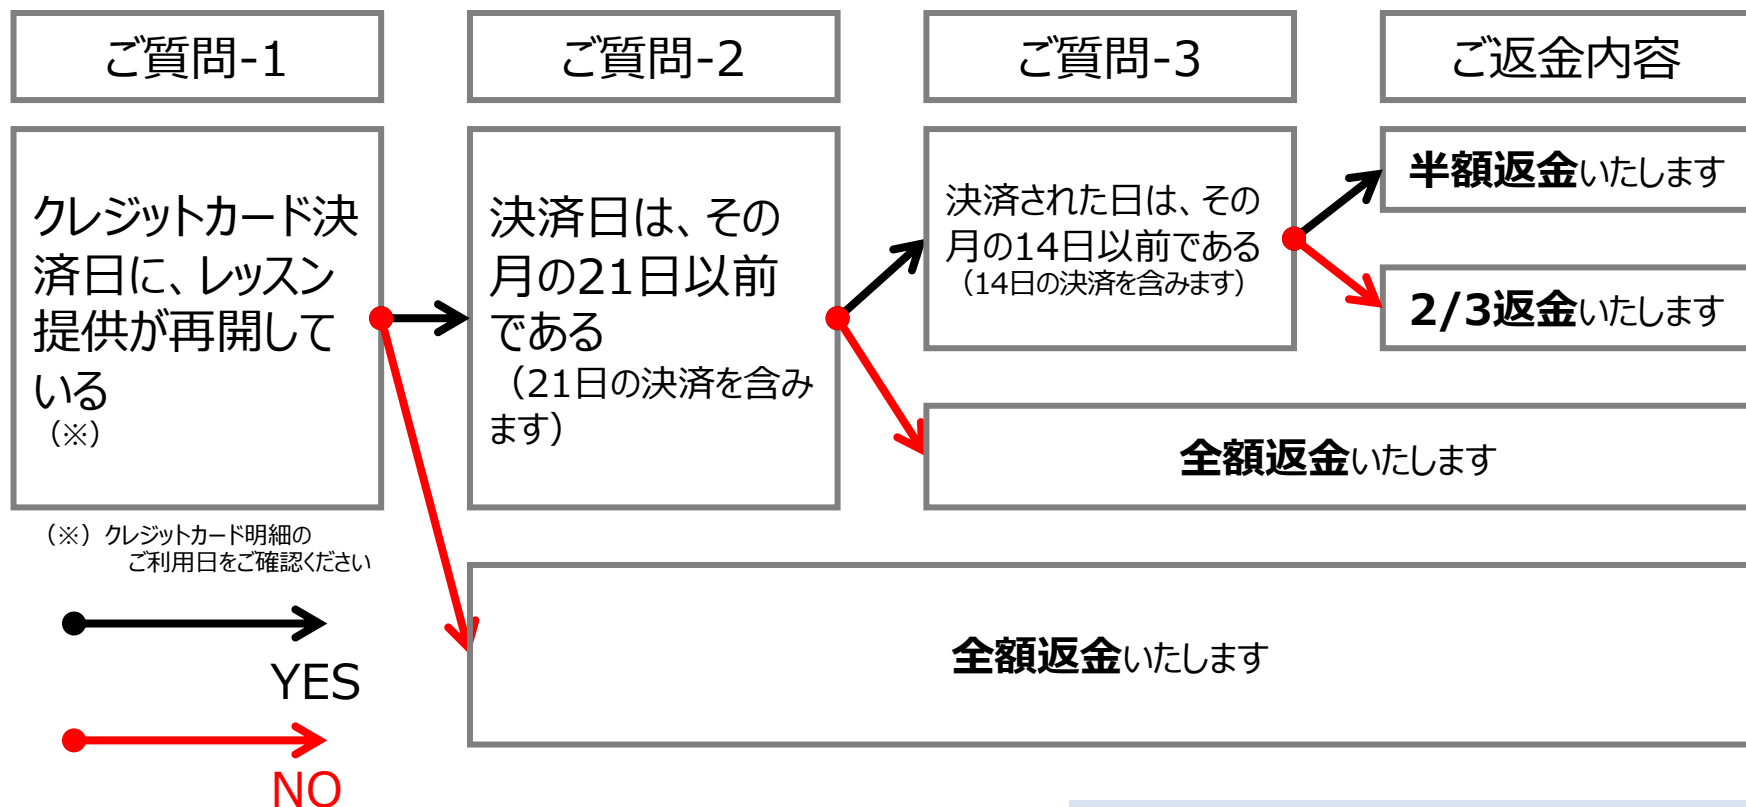 ご質問-1
ご質問-2
ご質問-3
ご返金内容
クレジットカード決
済日に、レッスン
提供が再開して
いる
（※）
決済日は、その
月の21日以前
である
（21日の決済を含み
ます）
決済された日は、その
月の14日以前である
（14日の決済を含みます）
半額返金いたします
2/3返金いたします
全額返金いたします
（※）クレジットカード明細の
ご利用日をご確認ください
全額返金いたします
YES
NO